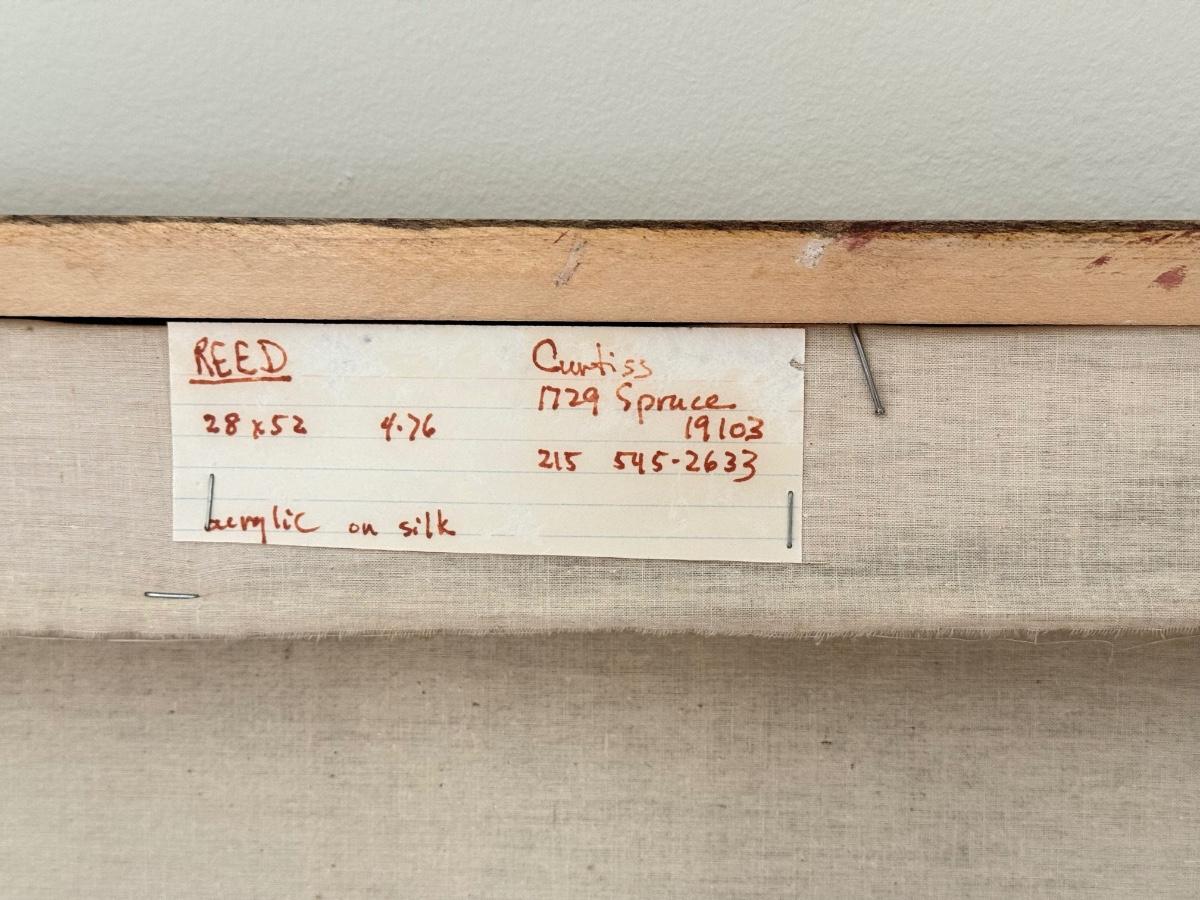 REED
28 x 52 4.76
acrylic on silk
Curtiss
1729 Spruce
19103
215 545-2633